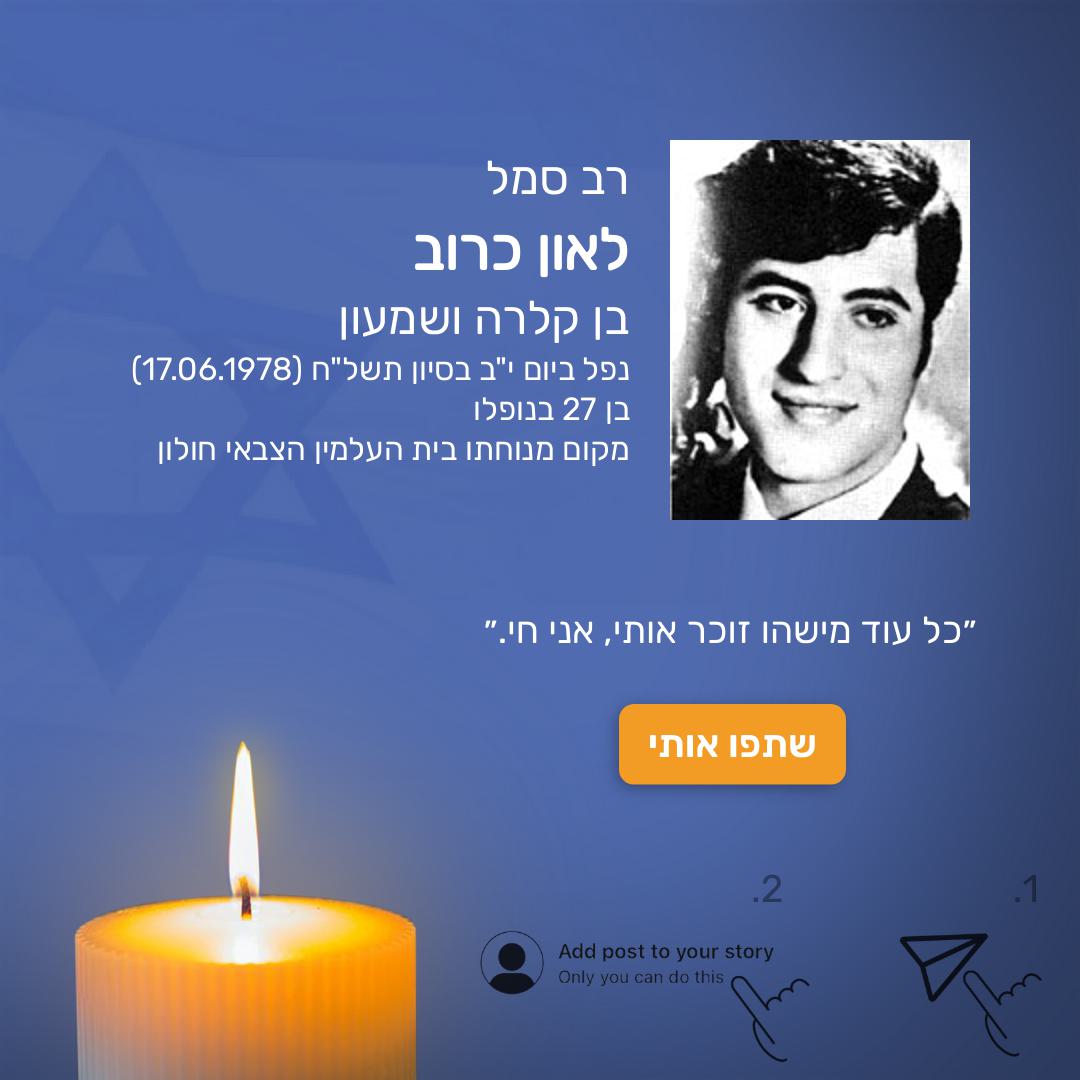 רב סמל
לאון כרוב
בן קלרה ושמעון
נפל ביום י"ב בסיון תשל"ח (17.06.1978)
בן 27 בנופלו
מקום מנוחתו בית העלמין הצבאי חולון
״כל עוד מישהו זוכר אותי, אני חי.״
שתפו אותי
1.
2.
Add post to your story
Only you can do this